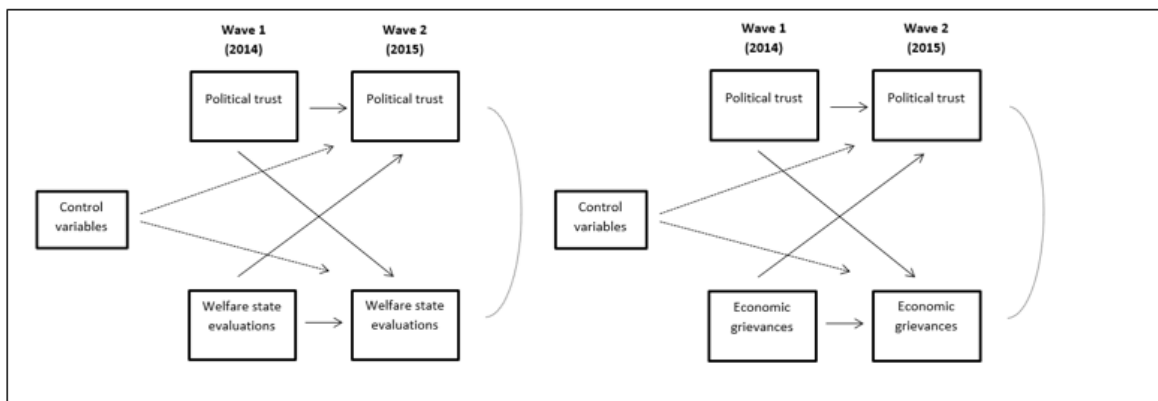 Wave 1
(2014)
Wave 2
(2015)
Political trust
Political trust
Control
variables
Welfare state
evaluations
Welfare state
evaluations
Wave 1
(2014)
Wave 2
(2015)
Political trust
Political trust
Control
variables
Economic
grievances
Economic
grievances